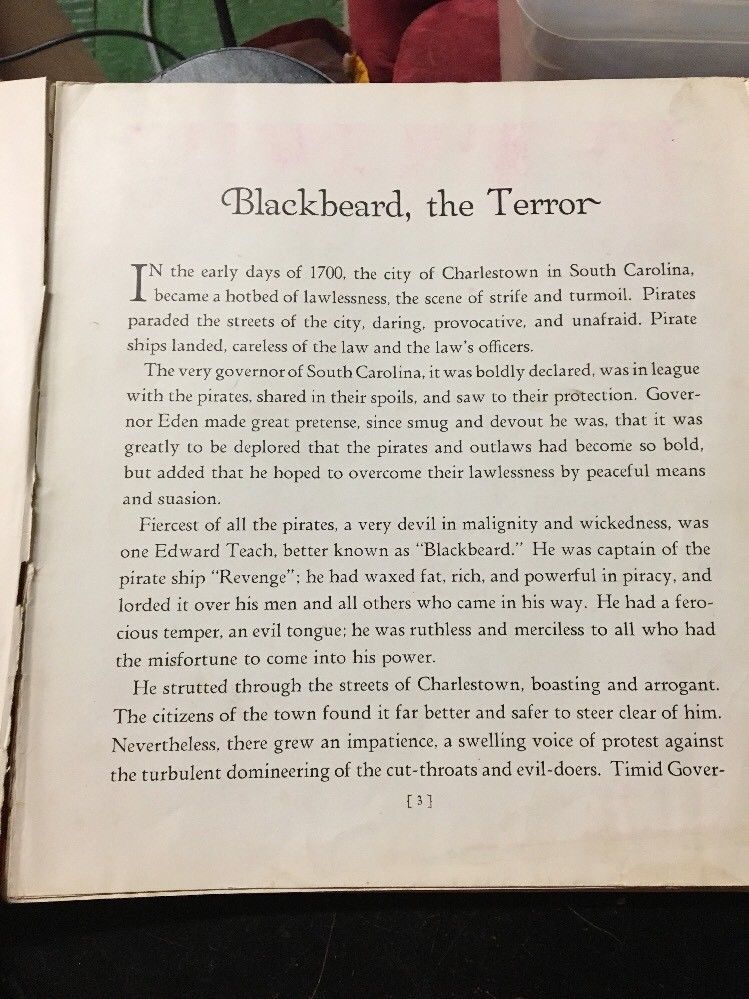 Blackbeard, the Terror
IN the early days of 1700, the city of Charlestown in South Carolina,
became a hotbed of lawlessness, the scene of strife and turmoil. Pirates
paraded the streets of the city, daring, provocative, and unafraid. Pirate
ships landed, careless of the law and the law's officers.
The very governor of South Carolina, it was boldly declared, was in league
with the pirates, shared in their spoils, and saw to their protection. Gover-
nor Eden made great pretense, since smug and devout he was, that it was
greatly to be deplored that the pirates and outlaws had become so bold,
but added that he hoped to overcome their lawlessness by peaceful means
and suasion.
Fiercest of all the pirates, a very devil in malignity and wickedness, was
one Edward Teach, better known as "Blackbeard." He was captain of the
pirate ship "Revenge"; he had waxed fat, rich, and powerful in piracy, and
lorded it over his men and all others who came in his way. He had a fero-
cious temper, an evil tongue; he was ruthless and merciless to all who had
the misfortune to come into his power.
He strutted through the streets of Charlestown, boasting and arrogant.
The citizens of the town found it far better and safer to steer clear of him.
Nevertheless, there grew an impatience, a swelling voice of protest against
the turbulent domineering of the cut-throats and evil-doers. Timid Gover-
[3]